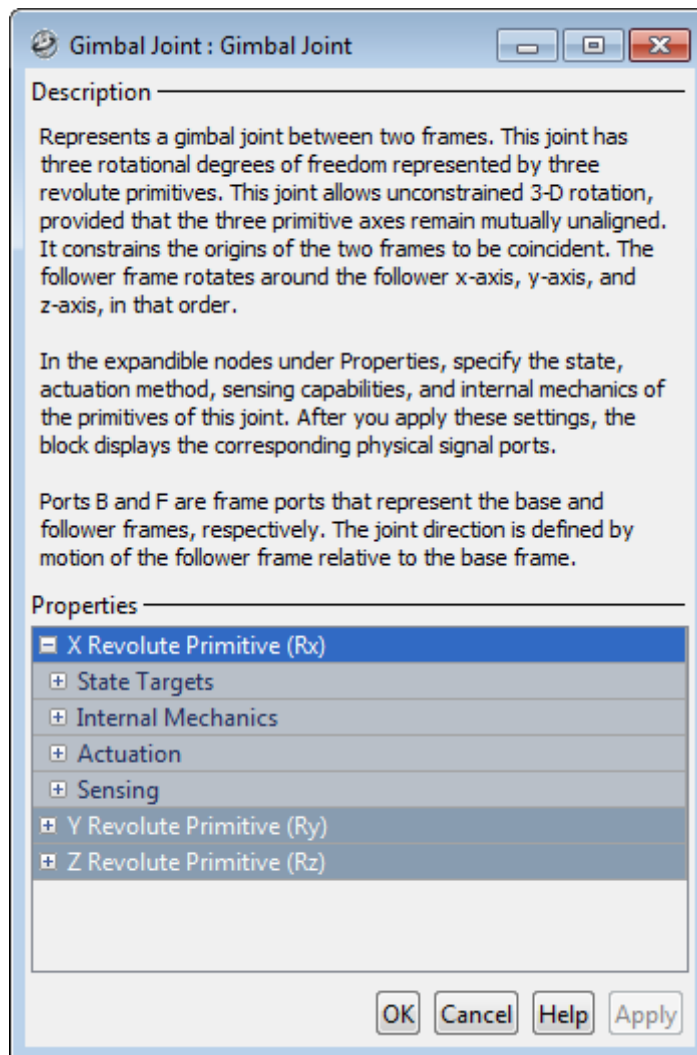 Gimbal Joint : Gimbal Joint
Description
Represents a gimbal joint between two frames. This joint has
three rotational degrees of freedom represented by three
revolute primitives. This joint allows unconstrained 3-D rotation,
provided that the three primitive axes remain mutually unaligned.
It constrains the origins of the two frames to be coincident. The
follower frame rotates around the follower x-axis, y-axis, and
z-axis, in that order.
In the expandible nodes under Properties, specify the state,
actuation method, sensing capabilities, and internal mechanics of
the primitives of this joint. After you apply these settings, the
block displays the corresponding physical signal ports.
Ports B and F are frame ports that represent the base and
follower frames, respectively. The joint direction is defined by
motion of the follower frame relative to the base frame.
Properties
X Revolute Primitive (Rx)
State Targets
Internal Mechanics
Actuation
Sensing
Y Revolute Primitive (Ry)
Z Revolute Primitive (Rz)
OK Cancel Help Apply